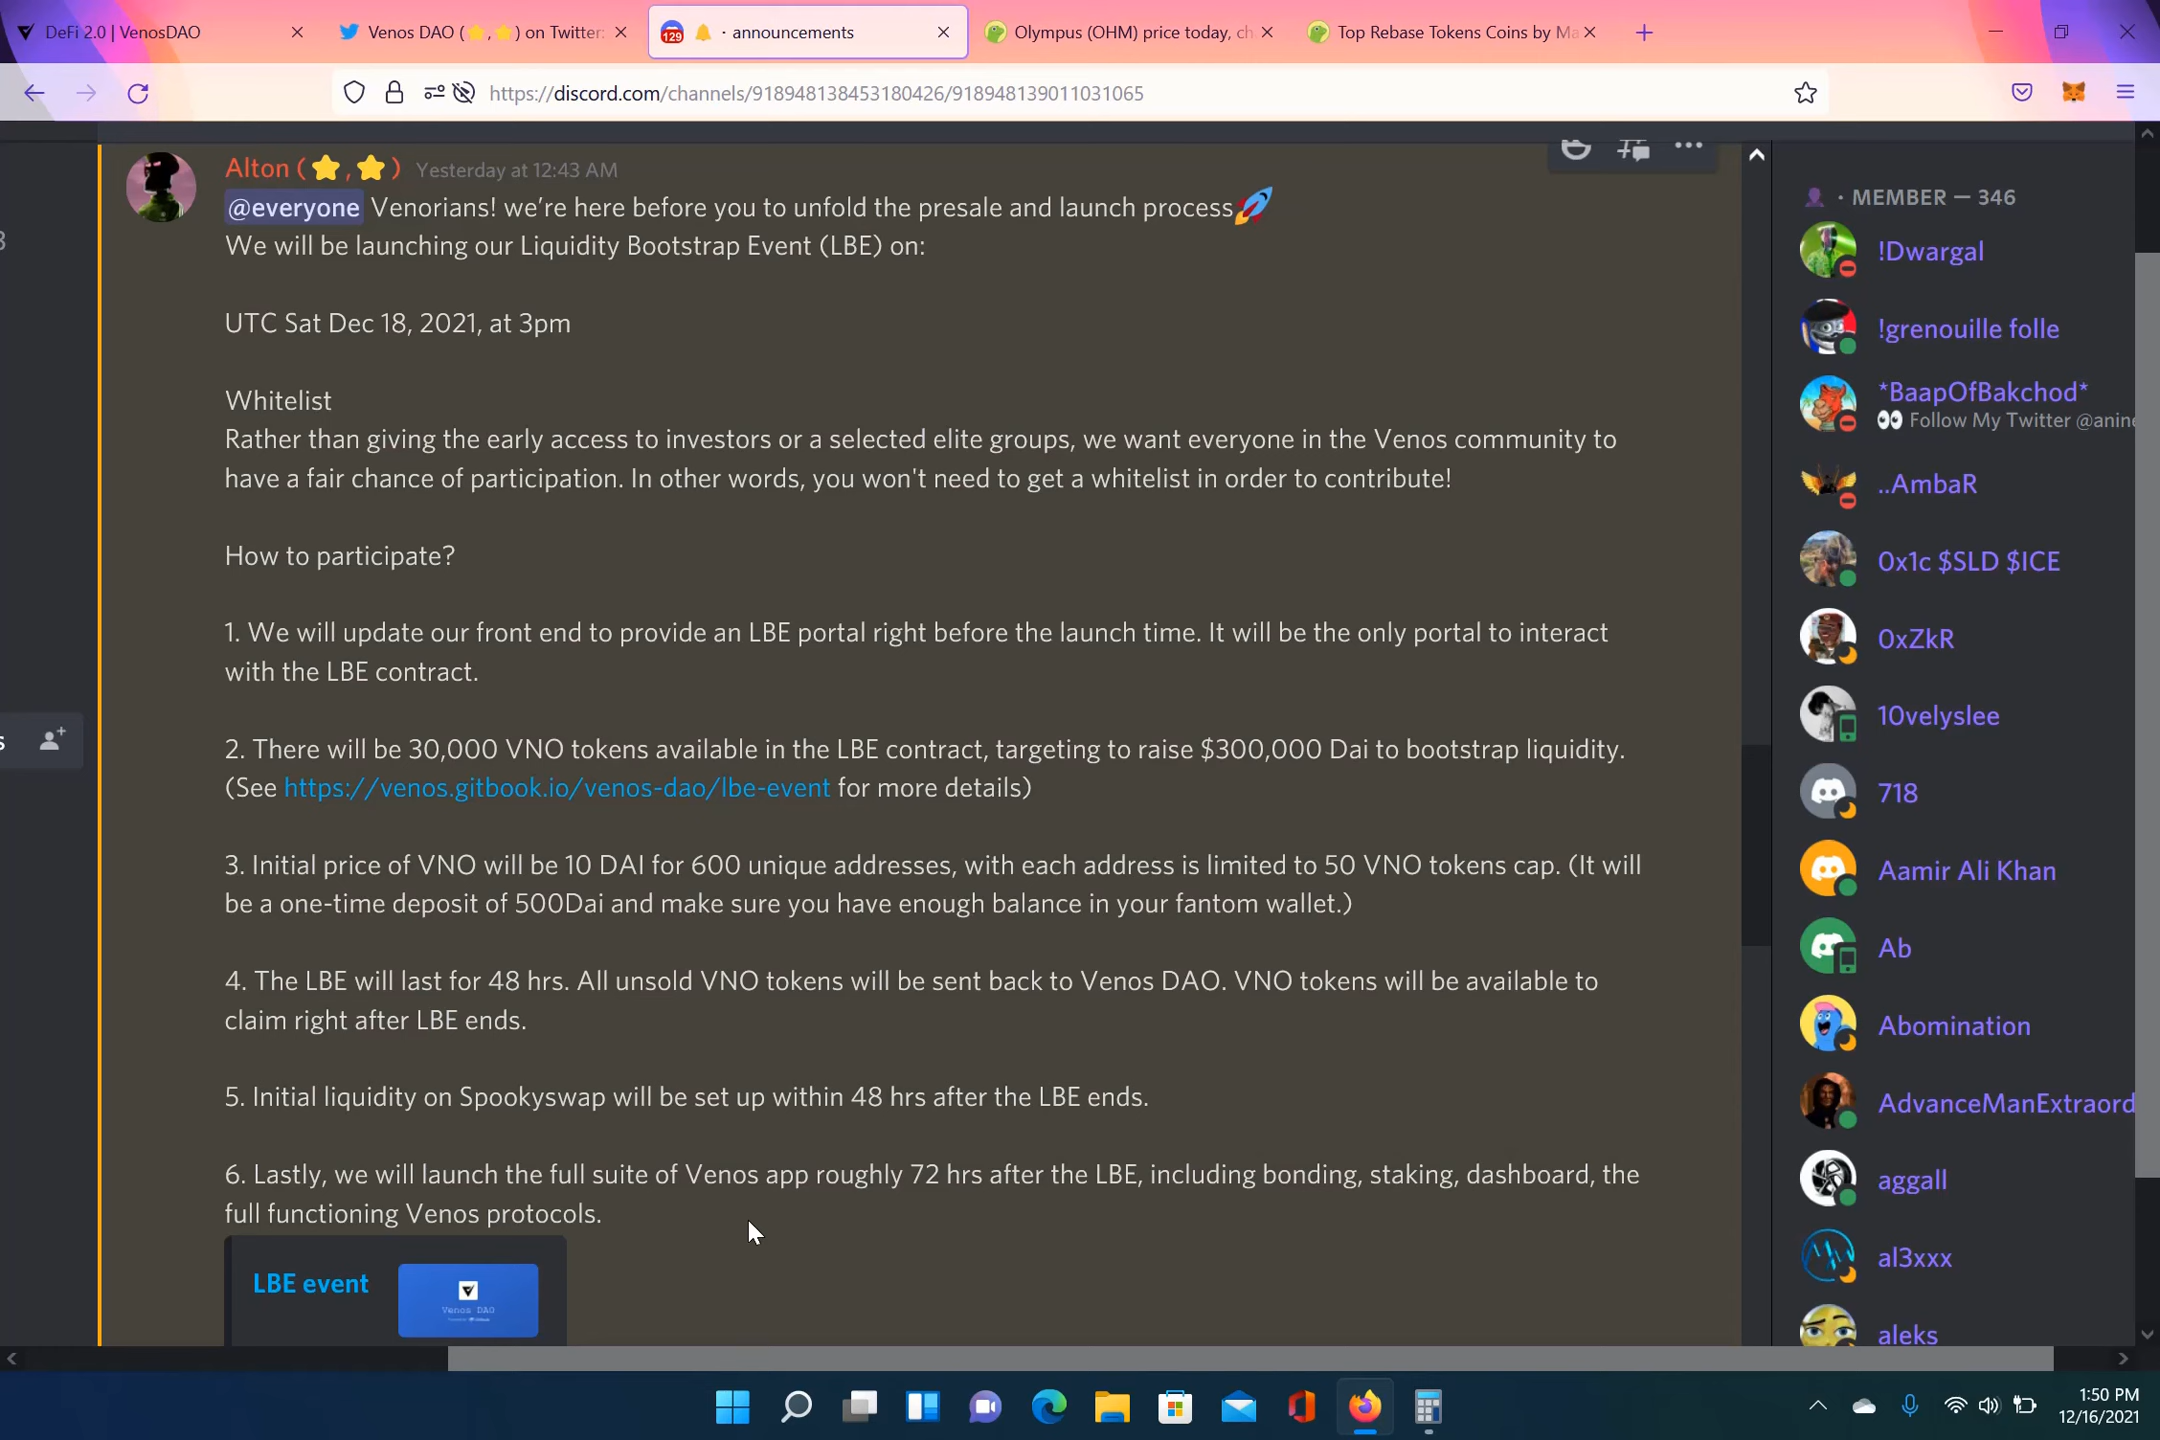 DeFi 2.0 | VenosDAO
Venos DAO (⭐,⭐) on Twitter:
129 🔔 · announcements
Olympus (OHM) price today, ch
Top Rebase Tokens Coins by Ma
https://discord.com/channels/918948138453180426/918948139011031065
Alton (⭐,⭐) Yesterday at 12:43 AM
@everyone Venorians! we're here before you to unfold the presale and launch process🚀
We will be launching our Liquidity Bootstrap Event (LBE) on:
UTC Sat Dec 18, 2021, at 3pm
Whitelist
Rather than giving the early access to investors or a selected elite groups, we want everyone in the Venos community to
have a fair chance of participation. In other words, you won't need to get a whitelist in order to contribute!
How to participate?
1. We will update our front end to provide an LBE portal right before the launch time. It will be the only portal to interact
with the LBE contract.
2. There will be 30,000 VNO tokens available in the LBE contract, targeting to raise $300,000 Dai to bootstrap liquidity.
(See https://venos.gitbook.io/venos-dao/lbe-event for more details)
3. Initial price of VNO will be 10 DAI for 600 unique addresses, with each address is limited to 50 VNO tokens cap. (It will
be a one-time deposit of 500Dai and make sure you have enough balance in your fantom wallet.)
4. The LBE will last for 48 hrs. All unsold VNO tokens will be sent back to Venos DAO. VNO tokens will be available to
claim right after LBE ends.
5. Initial liquidity on Spookyswap will be set up within 48 hrs after the LBE ends.
6. Lastly, we will launch the full suite of Venos app roughly 72 hrs after the LBE, including bonding, staking, dashboard, the
full functioning Venos protocols.
LBE event
Venos DAO
· MEMBER — 346
!Dwargal
!grenouille folle
*BaapOfBakchod*
👀 Follow My Twitter @anine
..AmbaR
0x1c $SLD $ICE
0xZkR
10velyslee
718
Aamir Ali Khan
Ab
Abomination
AdvanceManExtraord
aggall
al3xxx
aleks
1:50 PM
12/16/2021